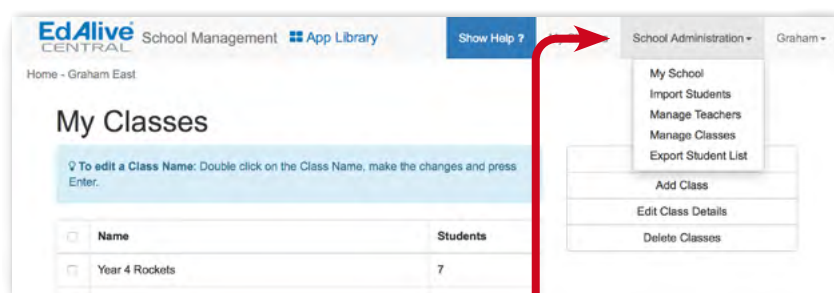 EdAlive
CENTRAL
School Management
App Library
Show Help ?
School Administration
Graham
Home - Graham East
My School
Import Students
Manage Teachers
Manage Classes
Export Student List
My Classes
To edit a Class Name: Double click on the Class Name, make the changes and press
Enter.
Add Class
Edit Class Details
Delete Classes
Name Students
Year 4 Rockets 7